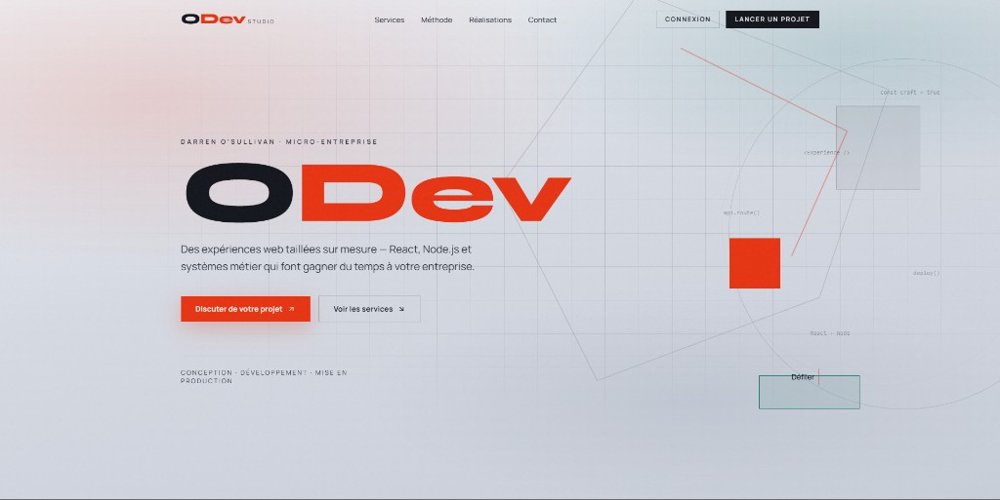 ODev STUDIO
Services
Méthode
Réalisations
Contact
CONNEXION
LANCER UN PROJET
const craft = true
DARREN O'SULLIVAN · MICRO-ENTREPRISE
<Experience />
ODev
api.route()
Des expériences web taillées sur mesure — React, Node.js et
systèmes métier qui font gagner du temps à votre entreprise.
deploy()
Discuter de votre projet ↗
Voir les services ↘
React · Node
CONCEPTION · DÉVELOPPEMENT · MISE EN
PRODUCTION
Défiler